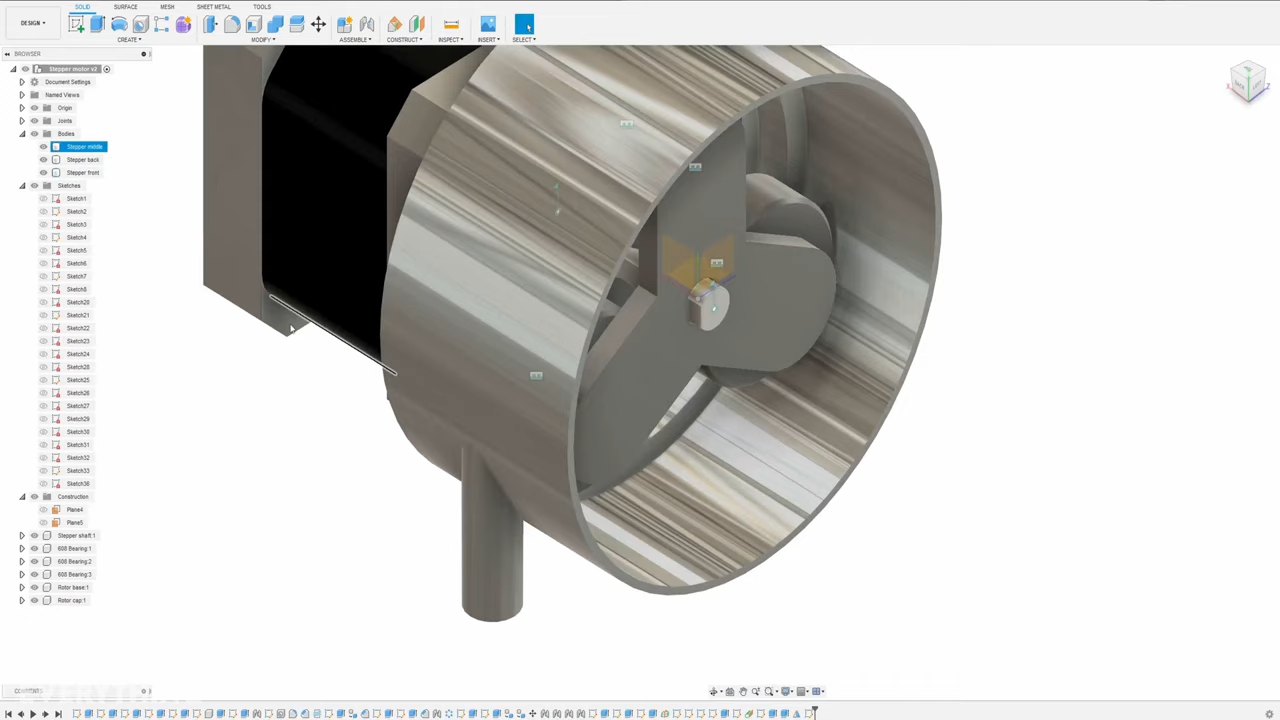 SOLID SURFACE MESH SHEET METAL TOOLS
DESIGN
CREATE MODIFY ASSEMBLE CONSTRUCT INSPECT INSERT SELECT
BROWSER
Stepper motor v2
Document Settings
Named Views
Origin
Joints
Bodies
Stepper middle
Stepper back
Stepper front
Sketches
Sketch1
Sketch2
Sketch3
Sketch4
Sketch5
Sketch6
Sketch7
Sketch20
Sketch21
Sketch22
Sketch23
Sketch24
Sketch25
Sketch26
Sketch27
Sketch29
Sketch30
Sketch31
Sketch32
Sketch33
Construction
Plane4
Plane5
Stepper shaft:1
608 Bearing:1
608 Bearing:2
608 Bearing:3
Rotor base:1
Rotor cap:1
COMMENTS